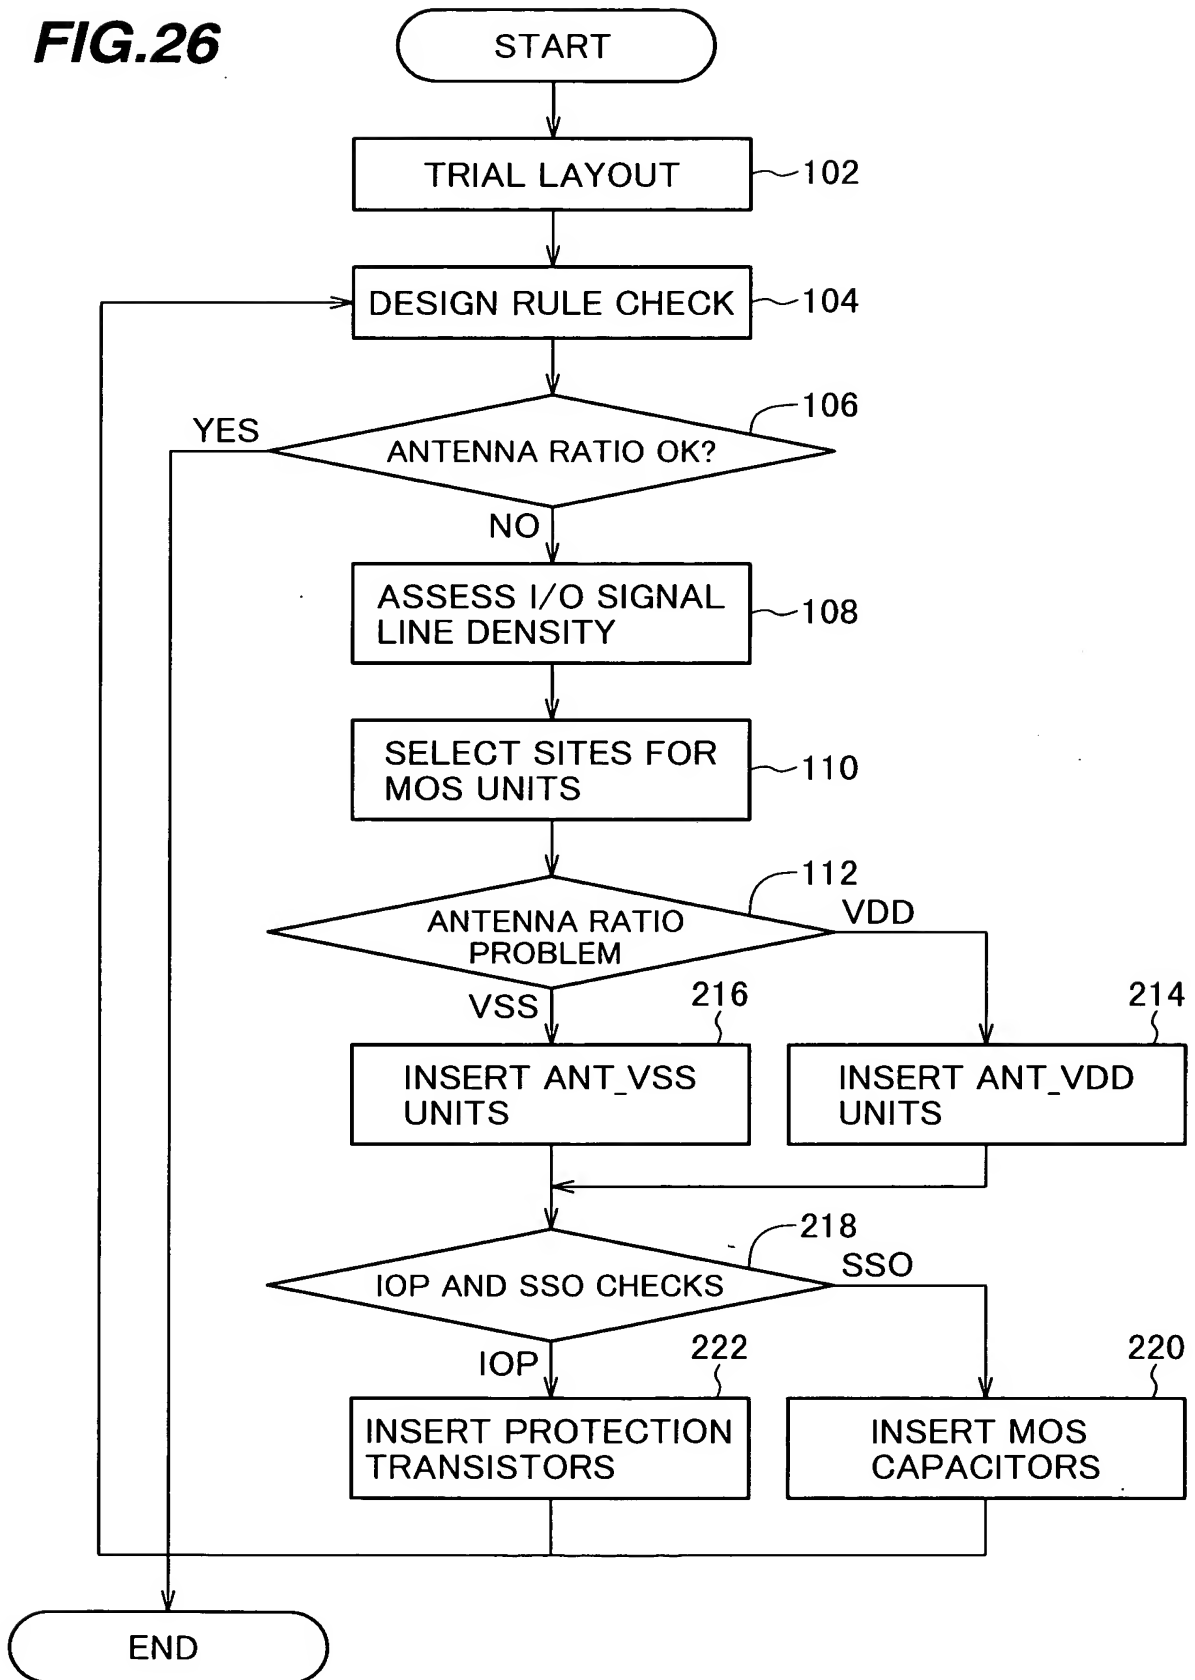 FIG.26
START
TRIAL LAYOUT
102
DESIGN RULE CHECK
104
106
YES
ANTENNA RATIO OK?
NO
ASSESS I/O SIGNAL
LINE DENSITY
108
SELECT SITES FOR
MOS UNITS
110
112
VDD
ANTENNA RATIO
PROBLEM
VSS
216
214
INSERT ANT_VSS
UNITS
INSERT ANT_VDD
UNITS
218
SSO
IOP AND SSO CHECKS
IOP
222
220
INSERT PROTECTION
TRANSISTORS
INSERT MOS
CAPACITORS
END